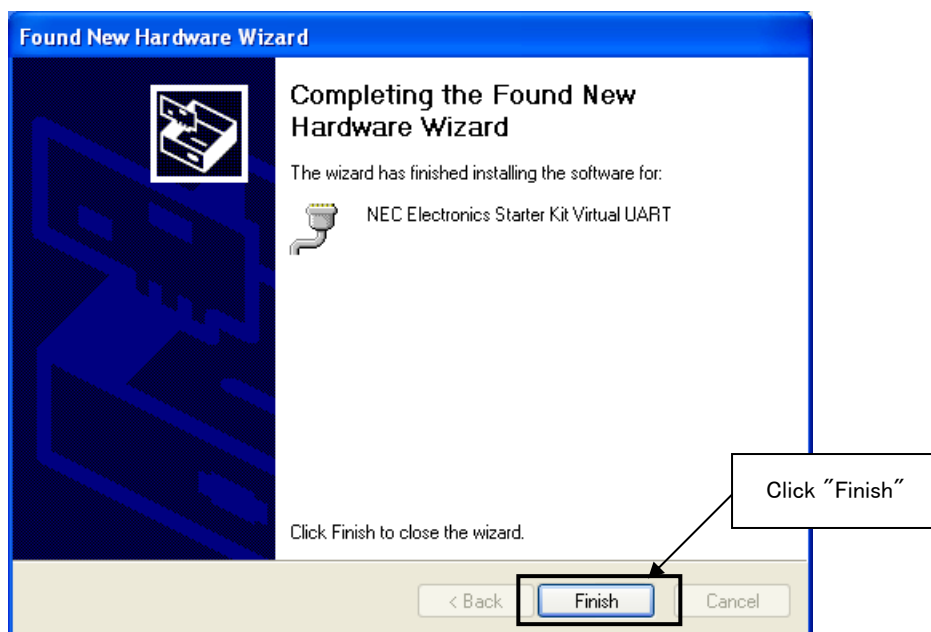 Found New Hardware Wizard
Completing the Found New
Hardware Wizard
The wizard has finished installing the software for:
NEC Electronics Starter Kit Virtual UART
Click "Finish"
Click Finish to close the wizard.
< Back
Finish
Cancel